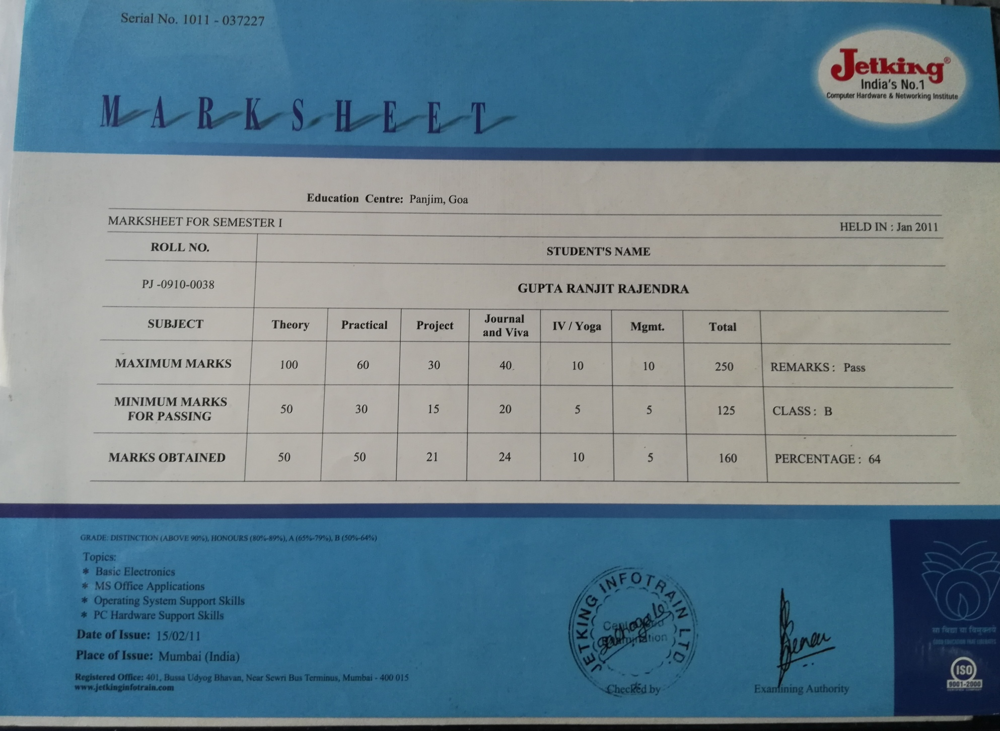 Serial No. 1011 - 037227
Jetking®
India's No.1
Computer Hardware & Networking Institute
MARKSHEET
Education Centre: Panjim, Goa
MARKSHEET FOR SEMESTER I HELD IN : Jan 2011
ROLL NO. STUDENT'S NAME
PJ -0910-0038 GUPTA RANJIT RAJENDRA
SUBJECT Theory Practical Project Journal and Viva IV / Yoga Mgmt. Total
MAXIMUM MARKS 100 60 30 40 10 10 250 REMARKS : Pass
MINIMUM MARKS FOR PASSING 50 30 15 20 5 5 125 CLASS : B
MARKS OBTAINED 50 50 21 24 10 5 160 PERCENTAGE : 64
GRADE: DISTINCTION (ABOVE 90%), HONOURS (80%-89%), A (65%-79%), B (50%-64%)
Topics:
* Basic Electronics
* MS Office Applications
* Operating System Support Skills
* PC Hardware Support Skills
Date of Issue: 15/02/11
Place of Issue: Mumbai (India)
Registered Office: 401, Bussa Udyog Bhavan, Near Sewri Bus Terminus, Mumbai - 400 015
www.jetkinginfotrain.com
JETKING INFOTRAIN LTD.
Examination
Checked by
Examining Authority
सा विद्या या विमुक्तये
GOOD EDUCATION THAT LIBERATES
ISO
9001-2000